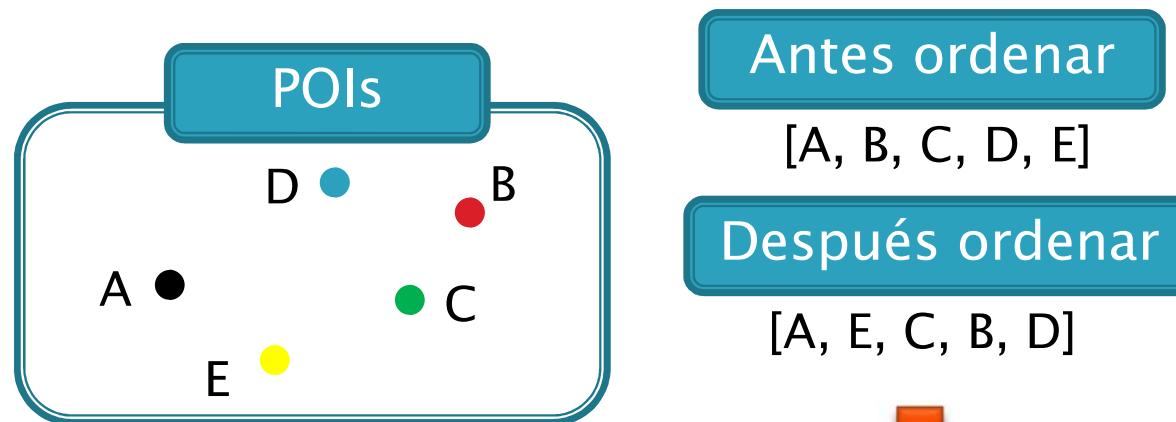 POIs
D
B
A
C
E
Antes ordenar
[A, B, C, D, E]
Después ordenar
[A, E, C, B, D]